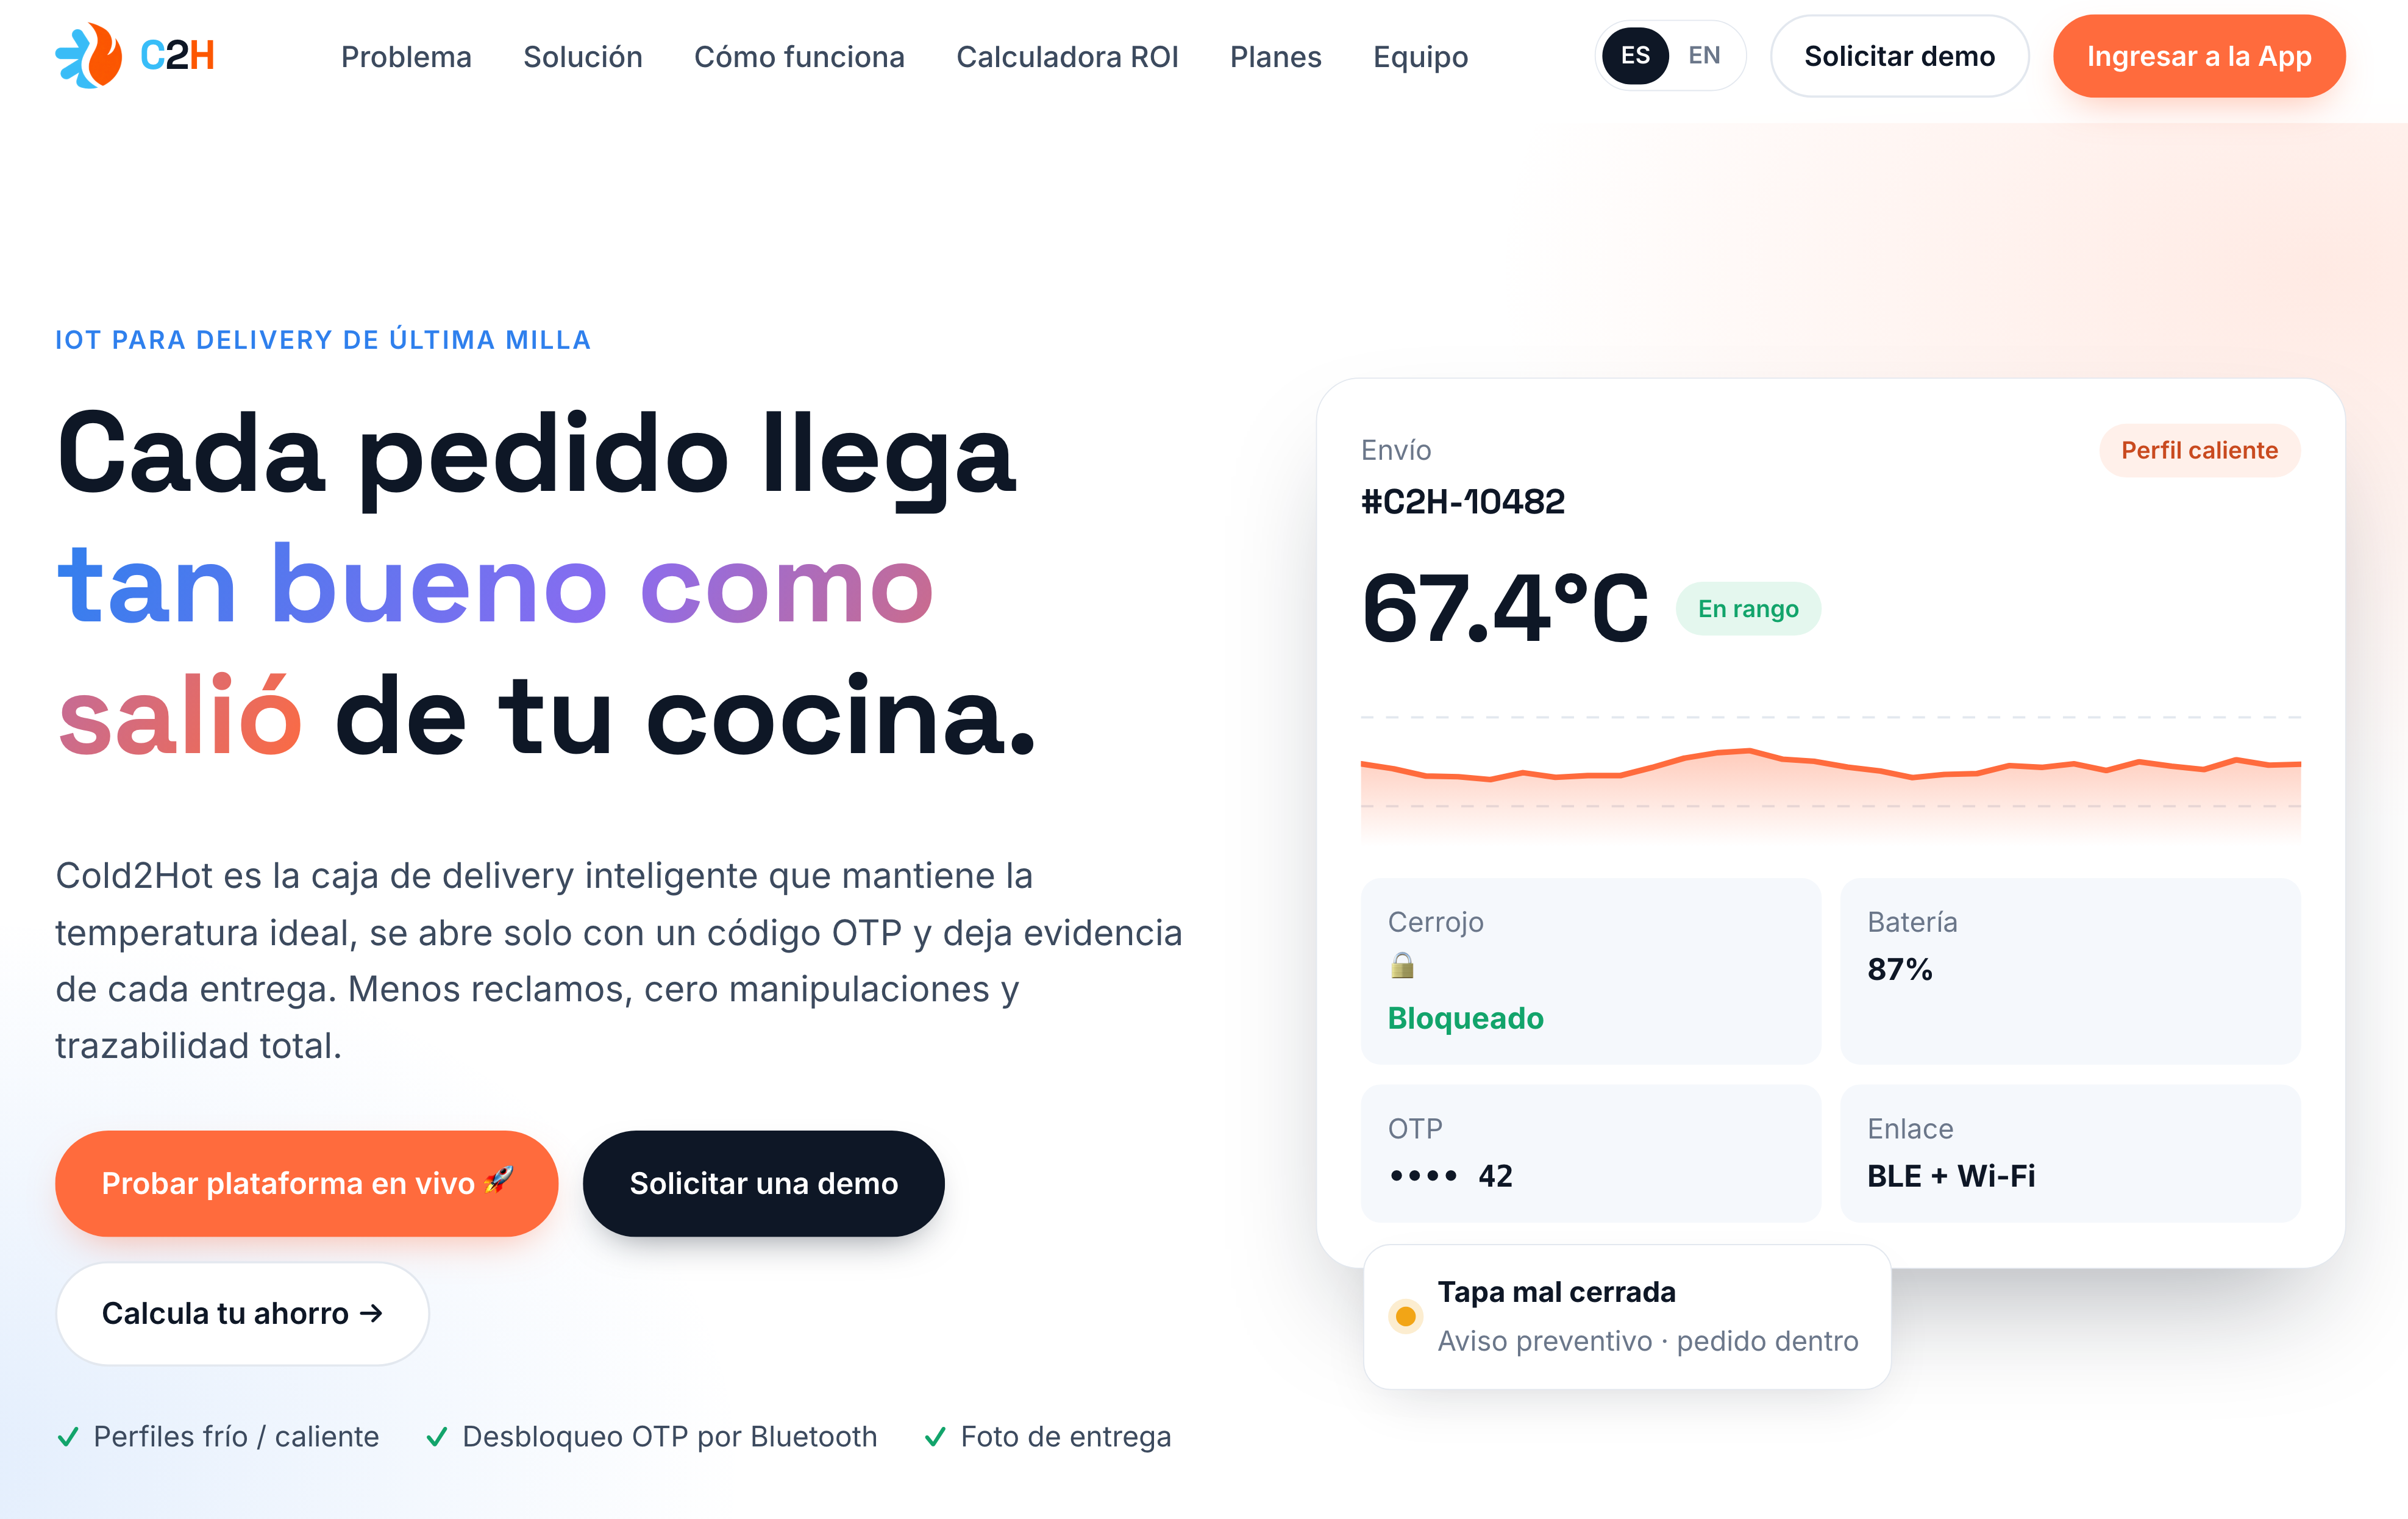 C2H
Problema
Solución
Cómo funciona
Calculadora ROI
Planes
Equipo
ES
EN
Solicitar demo
Ingresar a la App
IOT PARA DELIVERY DE ÚLTIMA MILLA
Cada pedido llega
tan bueno como
salió de tu cocina.
Cold2Hot es la caja de delivery inteligente que mantiene la
temperatura ideal, se abre solo con un código OTP y deja evidencia
de cada entrega. Menos reclamos, cero manipulaciones y
trazabilidad total.
Probar plataforma en vivo 🚀
Solicitar una demo
Calcula tu ahorro →
✓ Perfiles frío / caliente
✓ Desbloqueo OTP por Bluetooth
✓ Foto de entrega
Envío
#C2H-10482
Perfil caliente
67.4°C
En rango
Cerrojo
🔒
Bloqueado
Batería
87%
OTP
•••• 42
Enlace
BLE + Wi-Fi
Tapa mal cerrada
Aviso preventivo · pedido dentro